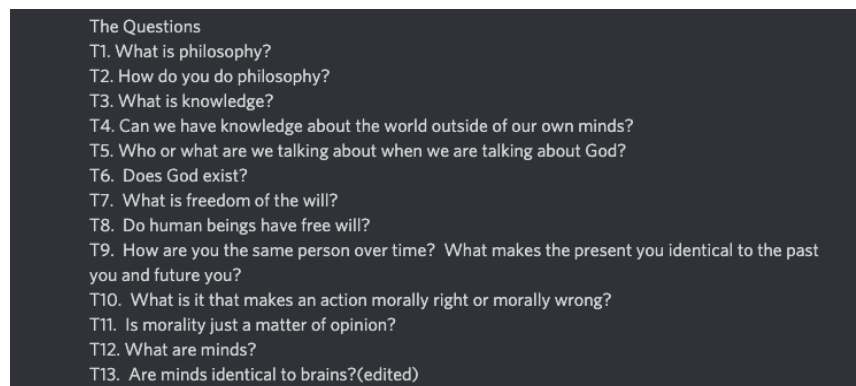 The Questions
T1. What is philosophy?
T2. How do you do philosophy?
T3. What is knowledge?
T4. Can we have knowledge about the world outside of our own minds?
T5. Who or what are we talking about when we are talking about God?
T6.  Does God exist?
T7.  What is freedom of the will?
T8.  Do human beings have free will?
T9.  How are you the same person over time?  What makes the present you identical to the past
you and future you?
T10.  What is it that makes an action morally right or morally wrong?
T11.  Is morality just a matter of opinion?
T12. What are minds?
T13.  Are minds identical to brains?(edited)